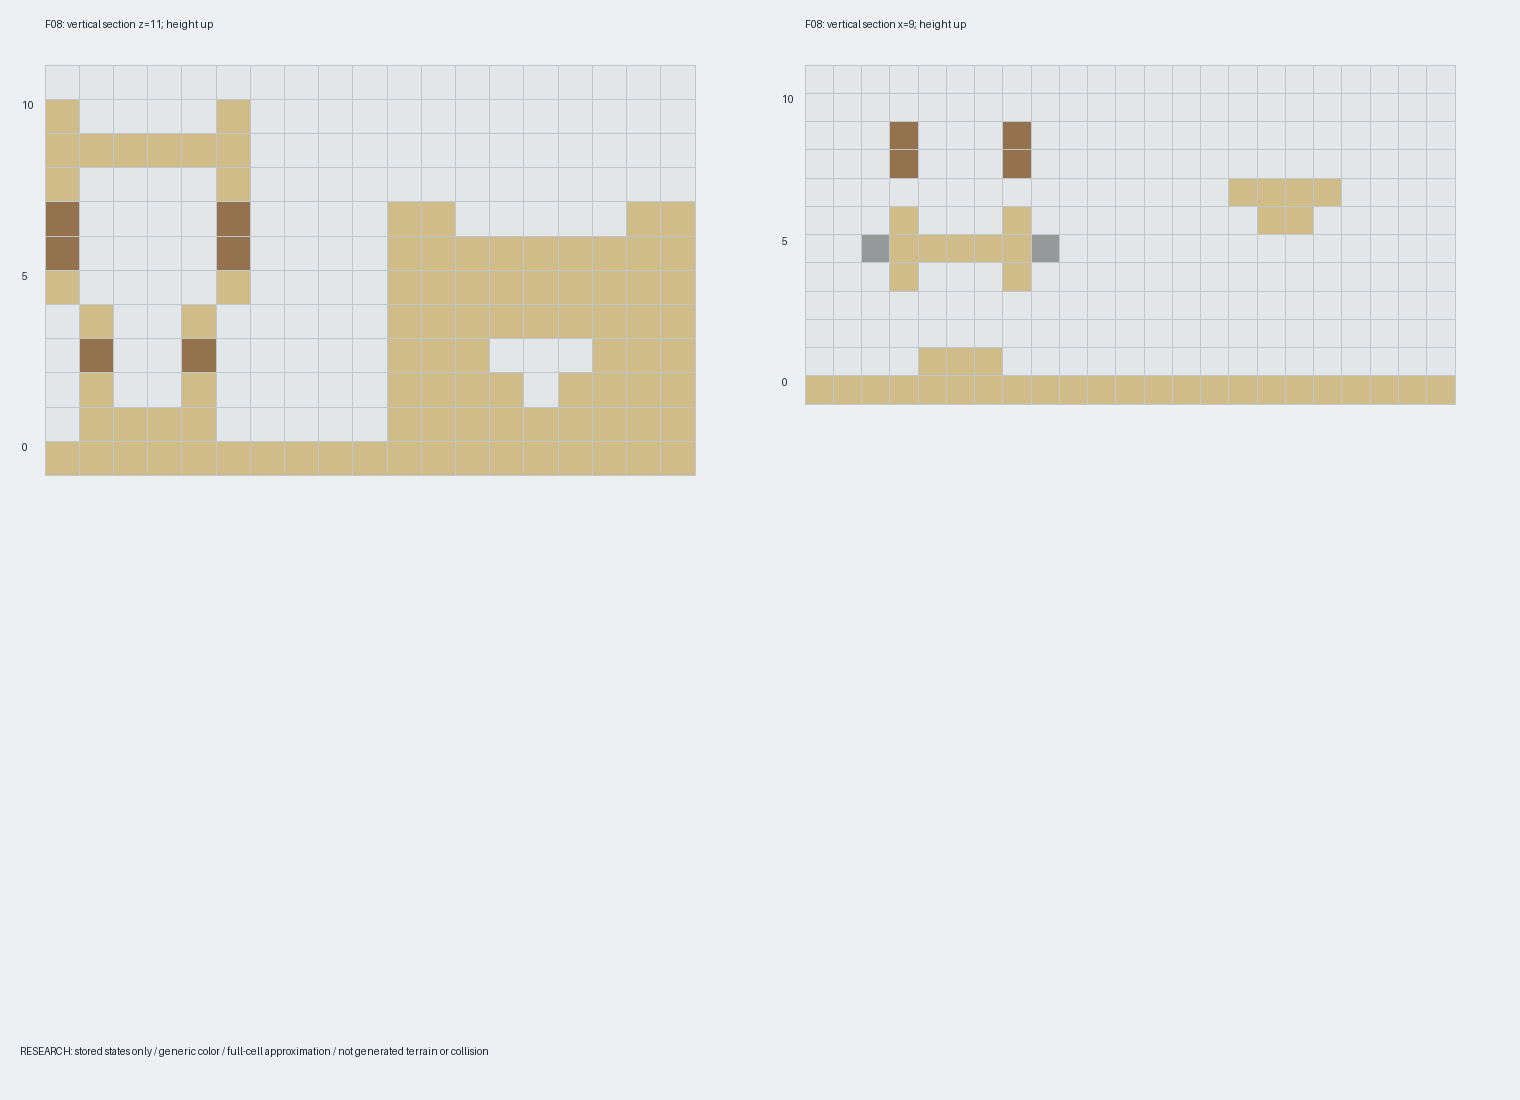 F08: vertical section z=11; height up
F08: vertical section x=9; height up
10
10
5
5
0
0
RESEARCH: stored states only / generic color / full-cell approximation / not generated terrain or collision